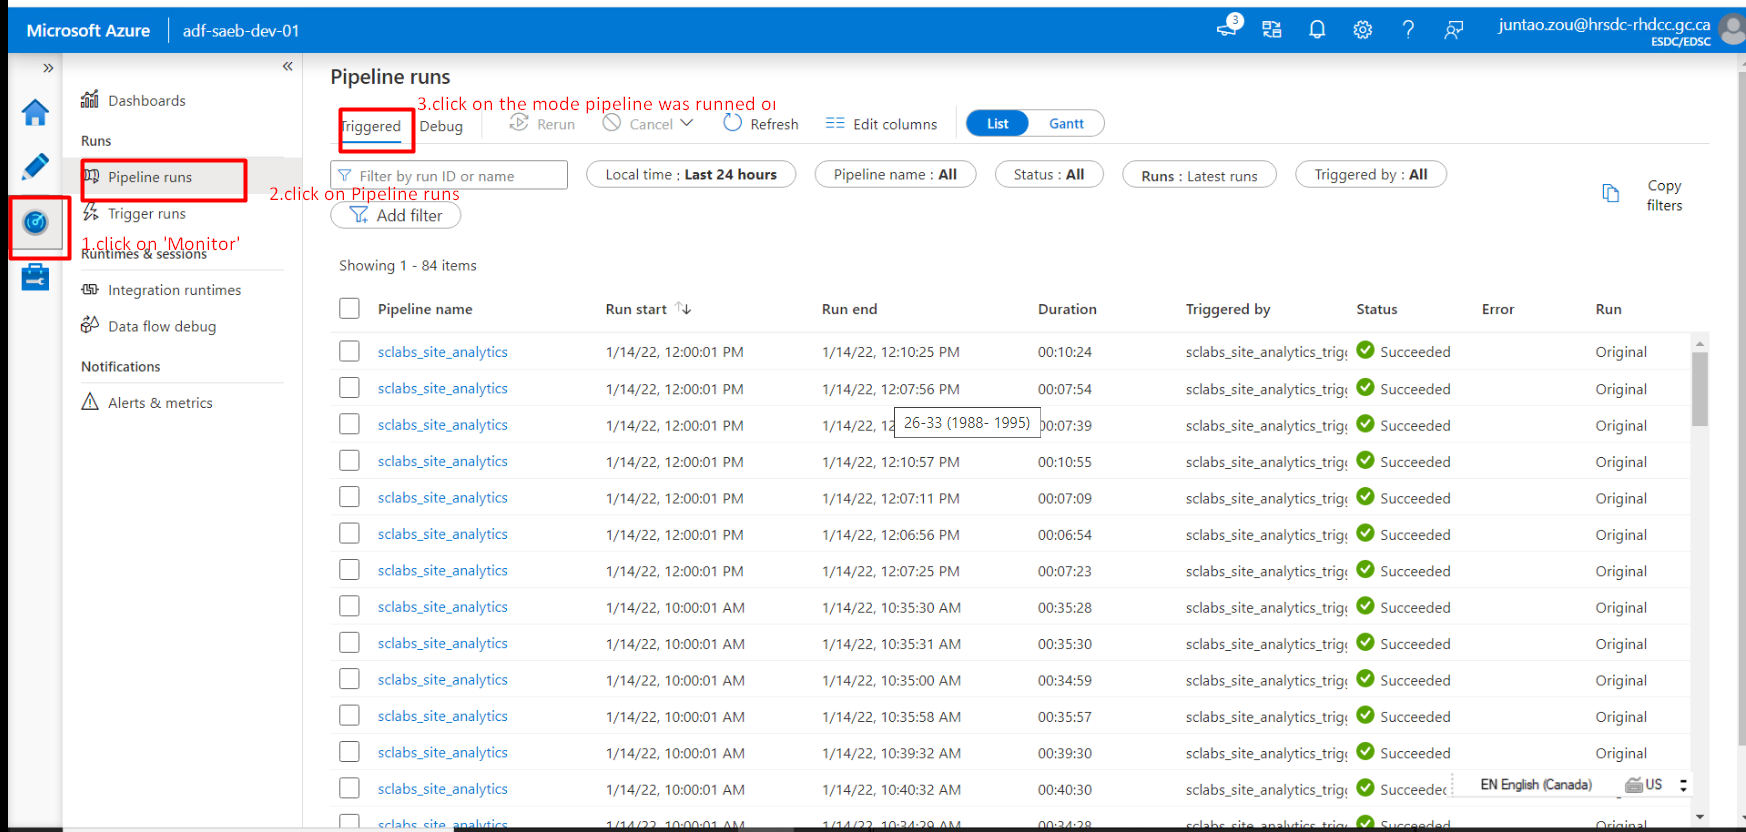 Microsoft Azure adf-saeb-dev-01 3 juntao.zou@hrsdc-rhdcc.gc.ca
ESDC/EDSC
Dashboards
Runs
Pipeline runs
Trigger runs
Runtimes & sessions
Integration runtimes
Data flow debug
Notifications
Alerts & metrics
1.click on 'Monitor'
2.click on Pipeline runs
Pipeline runs
3.click on the mode pipeline was runned or
Triggered Debug Rerun Cancel Refresh Edit columns List Gantt
Filter by run ID or name Local time : Last 24 hours Pipeline name : All Status : All Runs : Latest runs Triggered by : All
Copy
filters
Add filter
Showing 1 - 84 items
Pipeline name Run start Run end Duration Triggered by Status Error Run
sclabs_site_analytics 1/14/22, 12:00:01 PM 1/14/22, 12:10:25 PM 00:10:24 sclabs_site_analytics_trig Succeeded Original
sclabs_site_analytics 1/14/22, 12:00:01 PM 1/14/22, 12:07:56 PM 00:07:54 sclabs_site_analytics_trig Succeeded Original
sclabs_site_analytics 1/14/22, 12:00:01 PM 1/14/22, 12 00:07:39 sclabs_site_analytics_trig Succeeded Original
26-33 (1988- 1995)
sclabs_site_analytics 1/14/22, 12:00:01 PM 1/14/22, 12:10:57 PM 00:10:55 sclabs_site_analytics_trig Succeeded Original
sclabs_site_analytics 1/14/22, 12:00:01 PM 1/14/22, 12:07:11 PM 00:07:09 sclabs_site_analytics_trig Succeeded Original
sclabs_site_analytics 1/14/22, 12:00:01 PM 1/14/22, 12:06:56 PM 00:06:54 sclabs_site_analytics_trig Succeeded Original
sclabs_site_analytics 1/14/22, 12:00:01 PM 1/14/22, 12:07:25 PM 00:07:23 sclabs_site_analytics_trig Succeeded Original
sclabs_site_analytics 1/14/22, 10:00:01 AM 1/14/22, 10:35:30 AM 00:35:28 sclabs_site_analytics_trig Succeeded Original
sclabs_site_analytics 1/14/22, 10:00:01 AM 1/14/22, 10:35:31 AM 00:35:30 sclabs_site_analytics_trig Succeeded Original
sclabs_site_analytics 1/14/22, 10:00:01 AM 1/14/22, 10:35:00 AM 00:34:59 sclabs_site_analytics_trig Succeeded Original
sclabs_site_analytics 1/14/22, 10:00:01 AM 1/14/22, 10:35:58 AM 00:35:57 sclabs_site_analytics_trig Succeeded Original
sclabs_site_analytics 1/14/22, 10:00:01 AM 1/14/22, 10:39:32 AM 00:39:30 sclabs_site_analytics_trig Succeeded Original
sclabs_site_analytics 1/14/22, 10:00:01 AM 1/14/22, 10:40:32 AM 00:40:30 sclabs_site_analytics_trig Succeeded
EN English (Canada) US
sclabs_site_analytics 1/14/22, 10:00:01 AM 1/14/22, 10:34:29 AM 00:34:28 sclabs_site_analytics_trig Succeeded Original